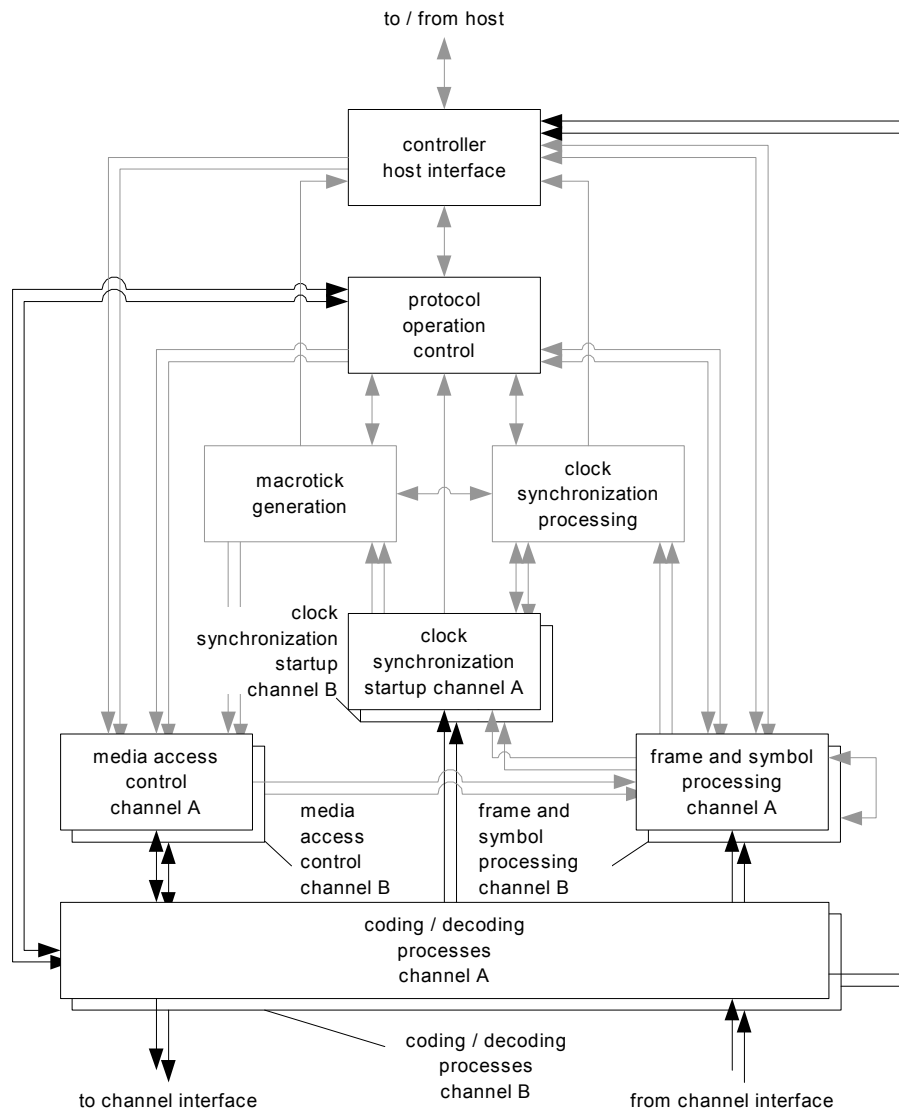 to / from host
controller
host interface
protocol
operation
control
macrotick
generation
clock
synchronization
processing
clock
synchronization
startup
channel B
clock
synchronization
startup channel A
media access
control
channel A
frame and symbol
processing
channel A
media
access
control
channel B
frame and
symbol
processing
channel B
coding / decoding
processes
channel A
coding / decoding
processes
channel B
to channel interface
from channel interface